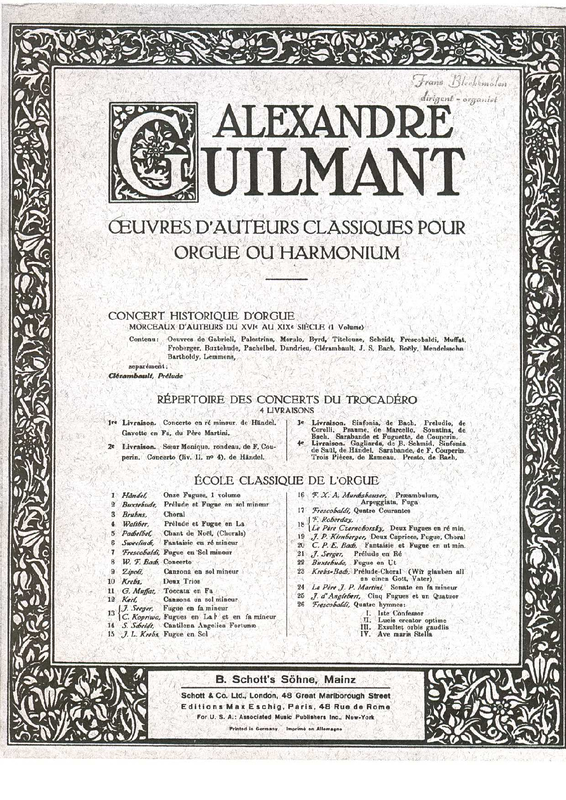 Frans Bleekmolen
dirigent - organist
ALEXANDRE
GUILMANT
ŒUVRES D'AUTEURS CLASSIQUES POUR
ORGUE OU HARMONIUM
CONCERT HISTORIQUE D'ORGUE
MORCEAUX D'AUTEURS DU XVIe AU XIXe SIÈCLE (1 Volume)
Contenu: Oeuvres de Gabrieli, Palestrina, Merulo, Byrd, Titelouse, Scheidt, Frescobaldi, Muffat,
Froberger, Buxtehude, Pachelbel, Dandrieu, Clérambault, J. S. Bach, Boëly, Mendelssohn-
Bartholdy, Lemmens,
separément:
Clérambault, Prélude
RÉPERTOIRE DES CONCERTS DU TROCADÉRO
4 LIVRAISONS
1re Livraison. Concerto en ré mineur, de Händel.
Gavotte en Fa, du Père Martini.
2e Livraison. Sœur Monique, rondeau, de F. Cou-
perin. Concerto (liv. II, no 4), de Händel.
3e Livraison. Sinfonia, de Bach. Preludio, de
Corelli. Psaume, de Marcello. Sonatina, de
Bach. Sarabande et Fuguette, de Couperin.
4e Livraison. Gagliarda, de B. Schmid, Sinfonia
de Saül, de Händel. Sarabande, de F. Couperin.
Trois Pièces, de Rameau. Presto, de Bach.
ÉCOLE CLASSIQUE DE L'ORGUE
1 Händel, Onze Fugues, 1 volume
2 Buxtehude, Prélude et Fugue en sol mineur
3 Bruhns, Choral
4 Walther, Prélude et Fugue en La
5 Pachelbel, Chant de Noël, (Chorals)
6 Sweelinck, Fantaisie en ré mineur
7 Frescobaldi, Fugue en Sol mineur
8 W. F. Bach, Concerto
9 Zipoli, Canzona en sol mineur
10 Krebs, Deux Trios
11 G. Muffat, Toccata en Fa
12 Kerl, Canzona en sol mineur
13 J. Seeger, Fugue en fa mineur
C. Kopriwa, Fugues en La♭ et en fa mineur
14 S. Scheidt, Cantilena Angelica Fortunæ
15 J. L. Krebs, Fugue en Sol
16 F. X. A. Murschhauser, Præambulum,
Arpeggiata, Fuga
17 Frescobaldi, Quatre Courantes
18 F. Roberday,
Le Père Czernohorsky, Deux Fugues en ré min.
19 J. P. Kirnberger, Deux Caprices, Fugue, Choral
20 C. P. E. Bach, Fantaisie et Fugue en ut min.
21 J. Seeger, Prélude en Ré
22 Buxtehude, Fugue en Ut
23 Krebs-Bach, Prélude-Choral (Wir glauben all
an einen Gott, Vater)
24 Le Père J. P. Martini, Sonate en fa mineur
25 J. d'Anglebert, Cinq Fugues et un Quatuor
26 Frescobaldi, Quatre hymnes:
I. Iste Confessor
II. Lucis creator optime
III. Exsultet orbis gaudiis
IV. Ave maris Stella
B. Schott's Söhne, Mainz
Schott & Co. Ltd., London, 48 Great Marlborough Street
Editions Max Eschig, Paris, 48 Rue de Rome
For U. S. A.: Associated Music Publishers Inc., New-York
Printed in Germany Imprimé en Allemagne